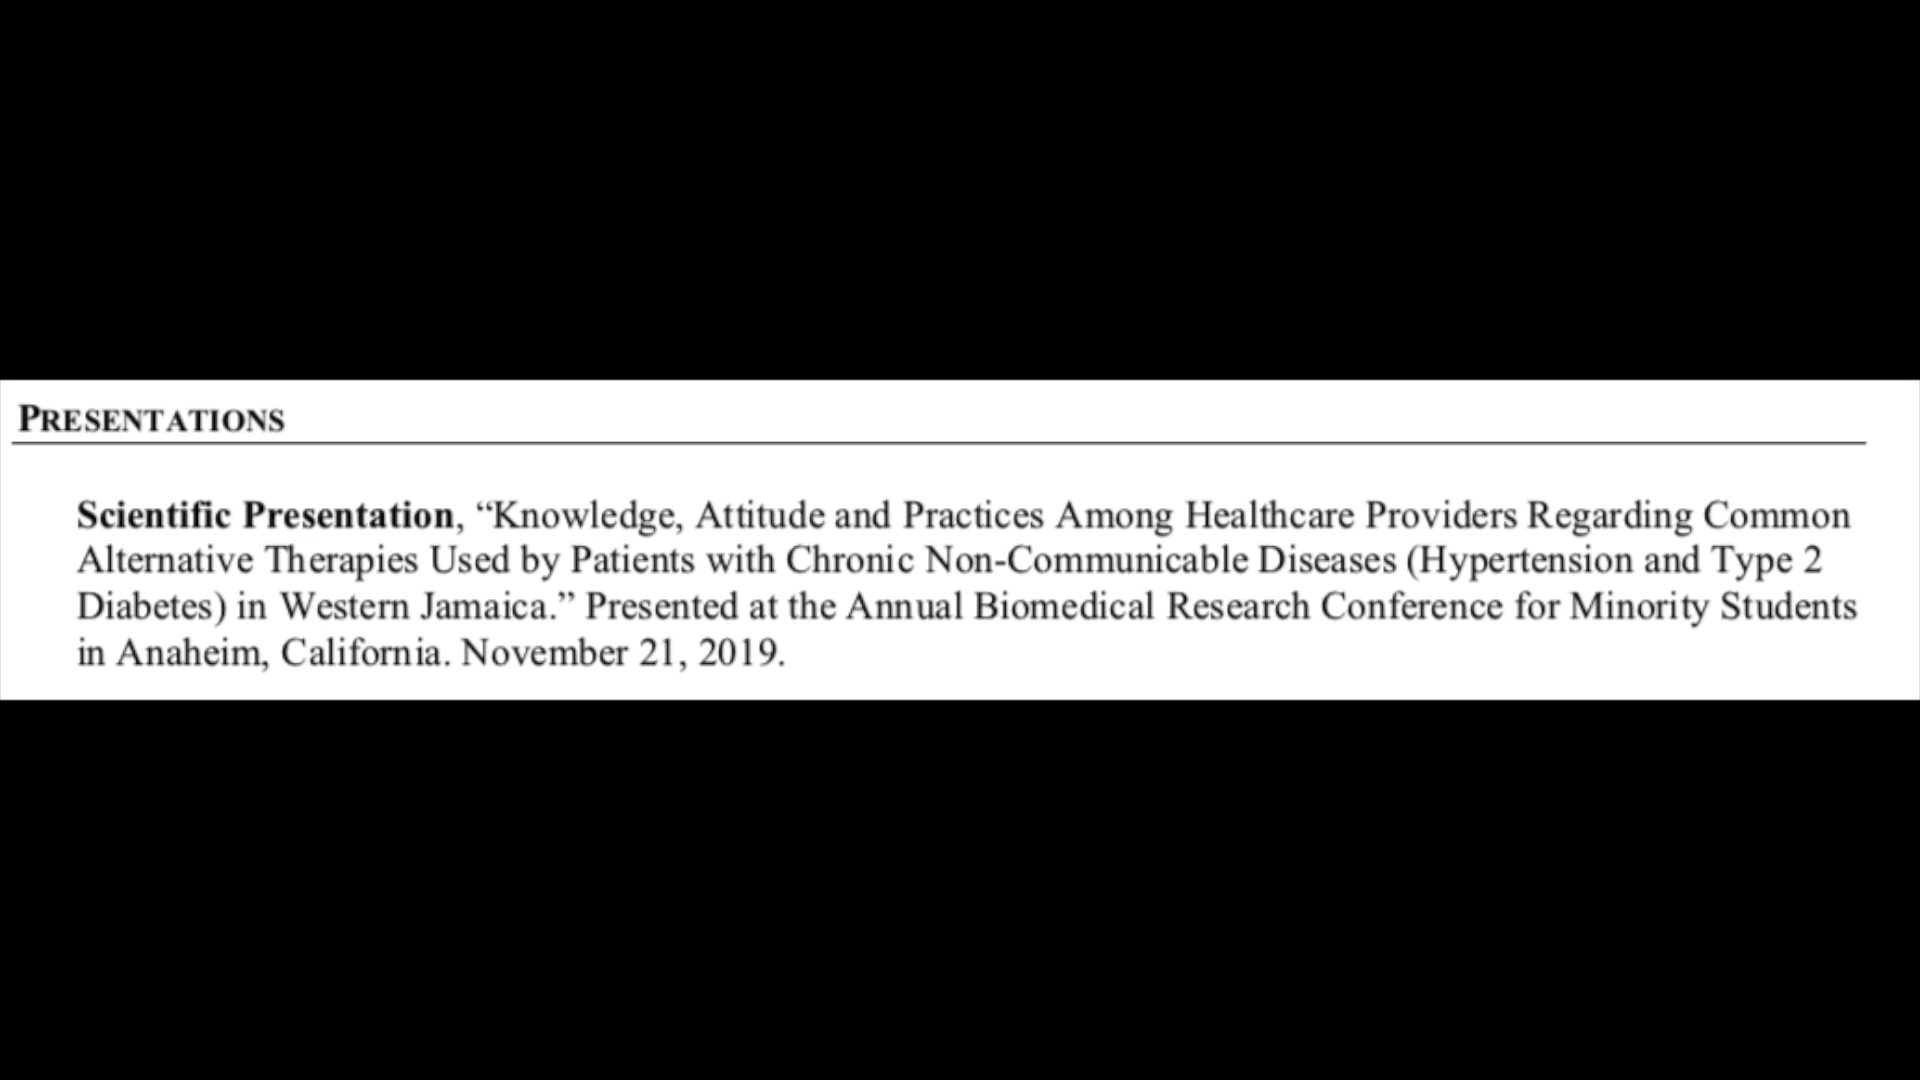 PRESENTATIONS
Scientific Presentation, “Knowledge, Attitude and Practices Among Healthcare Providers Regarding Common
Alternative Therapies Used by Patients with Chronic Non-Communicable Diseases (Hypertension and Type 2
Diabetes) in Western Jamaica.” Presented at the Annual Biomedical Research Conference for Minority Students
in Anaheim, California. November 21, 2019.